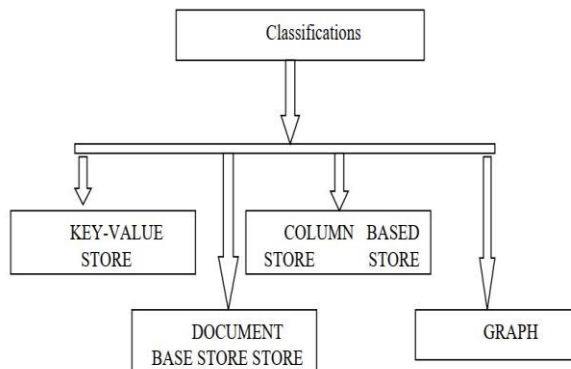 Classifications
KEY-VALUE
STORE
COLUMN BASED
STORE STORE
DOCUMENT
BASE STORE STORE
GRAPH